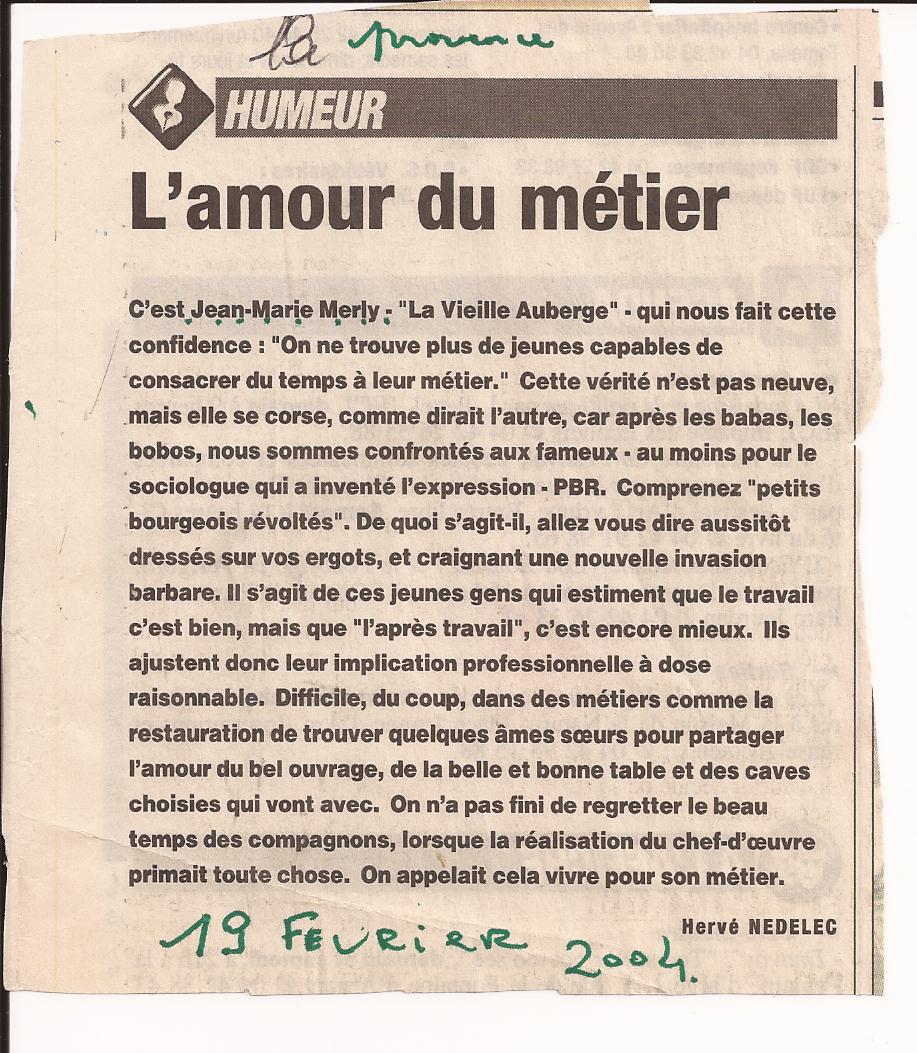 la provence
HUMEUR
L'amour du métier
C'est Jean-Marie Merly - "La Vieille Auberge" - qui nous fait cette
confidence : "On ne trouve plus de jeunes capables de
consacrer du temps à leur métier." Cette vérité n'est pas neuve,
mais elle se corse, comme dirait l'autre, car après les babas, les
bobos, nous sommes confrontés aux fameux - au moins pour le
sociologue qui a inventé l'expression - PBR. Comprenez "petits
bourgeois révoltés". De quoi s'agit-il, allez vous dire aussitôt
dressés sur vos ergots, et craignant une nouvelle invasion
barbare. Il s'agit de ces jeunes gens qui estiment que le travail
c'est bien, mais que "l'après travail", c'est encore mieux. Ils
ajustent donc leur implication professionnelle à dose
raisonnable. Difficile, du coup, dans des métiers comme la
restauration de trouver quelques âmes sœurs pour partager
l'amour du bel ouvrage, de la belle et bonne table et des caves
choisies qui vont avec. On n'a pas fini de regretter le beau
temps des compagnons, lorsque la réalisation du chef-d'œuvre
primait toute chose. On appelait cela vivre pour son métier.
Hervé NEDELEC
19 FEVRIER 2004.